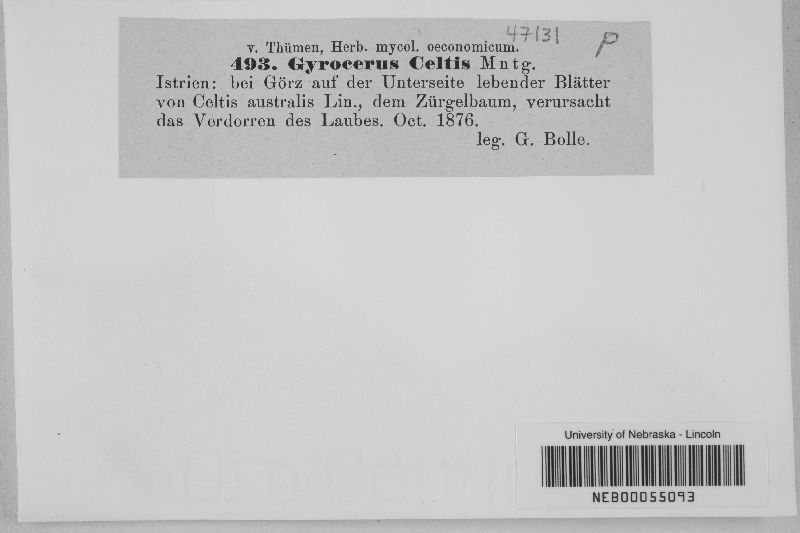 47131 P
v. Thümen, Herb. mycol. oeconomicum.
493. Gyrocerus Celtis Mntg.
Istrien: bei Görz auf der Unterseite lebender Blätter
von Celtis australis Lin., dem Zürgelbaum, verursacht
das Verdorren des Laubes. Oct. 1876.
leg. G. Bolle.
University of Nebraska - Lincoln
NEB00055093